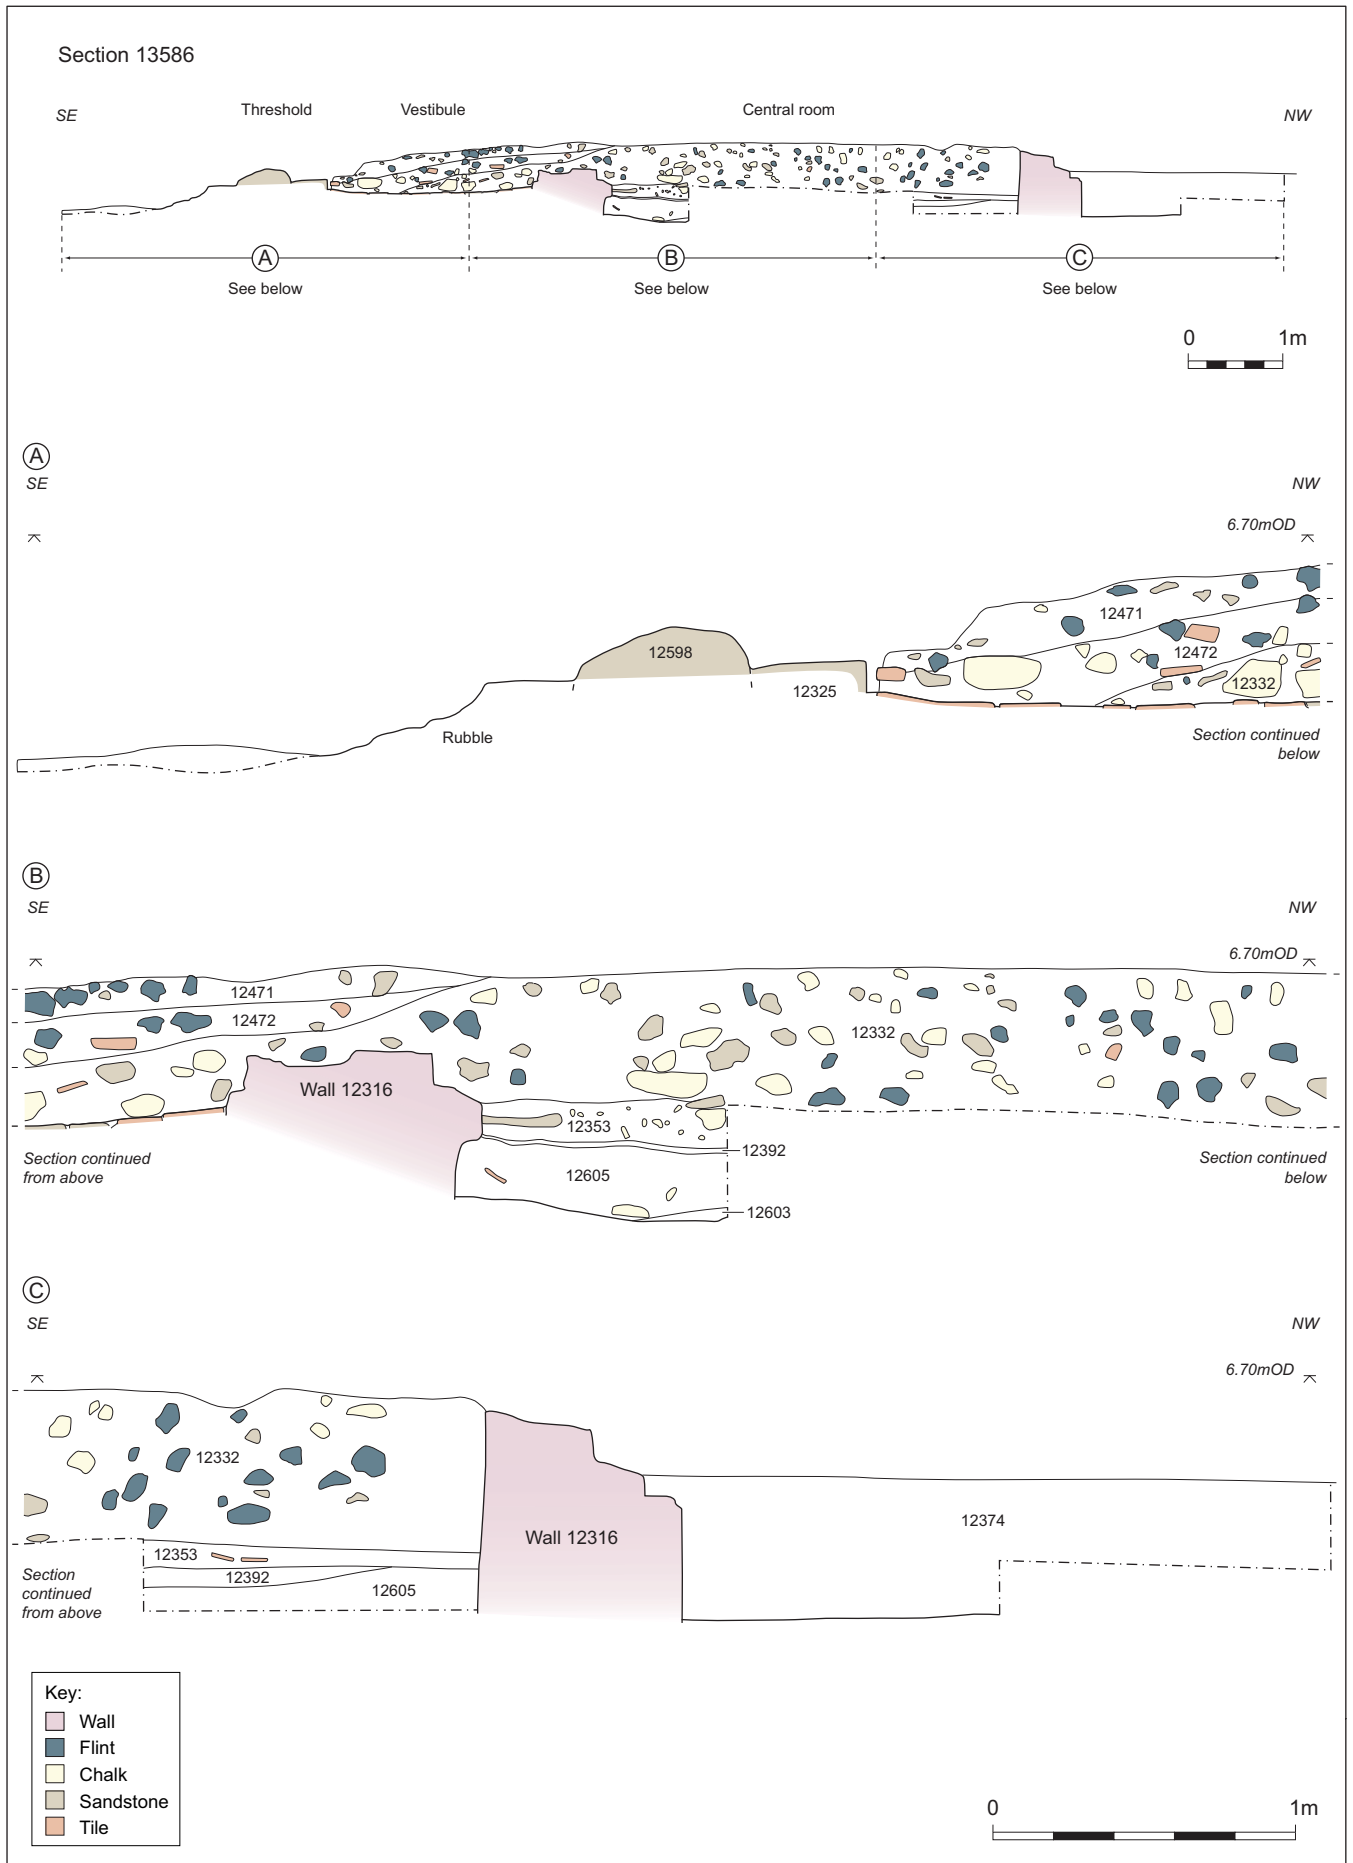 Section 13586
SE
Threshold
Vestibule
Central room
NW
A
B
C
See below
See below
See below
0 1m
A
SE
NW
6.70mOD
12471
12598
12472
12332
12325
Rubble
Section continued
below
B
SE
NW
6.70mOD
12471
12472
12332
Wall 12316
12353
12392
Section continued
from above
Section continued
below
12605
12603
C
SE
NW
6.70mOD
12332
12374
Wall 12316
12353
12392
12605
Section
continued
from above
Key:
Wall
Flint
Chalk
Sandstone
Tile
0 1m